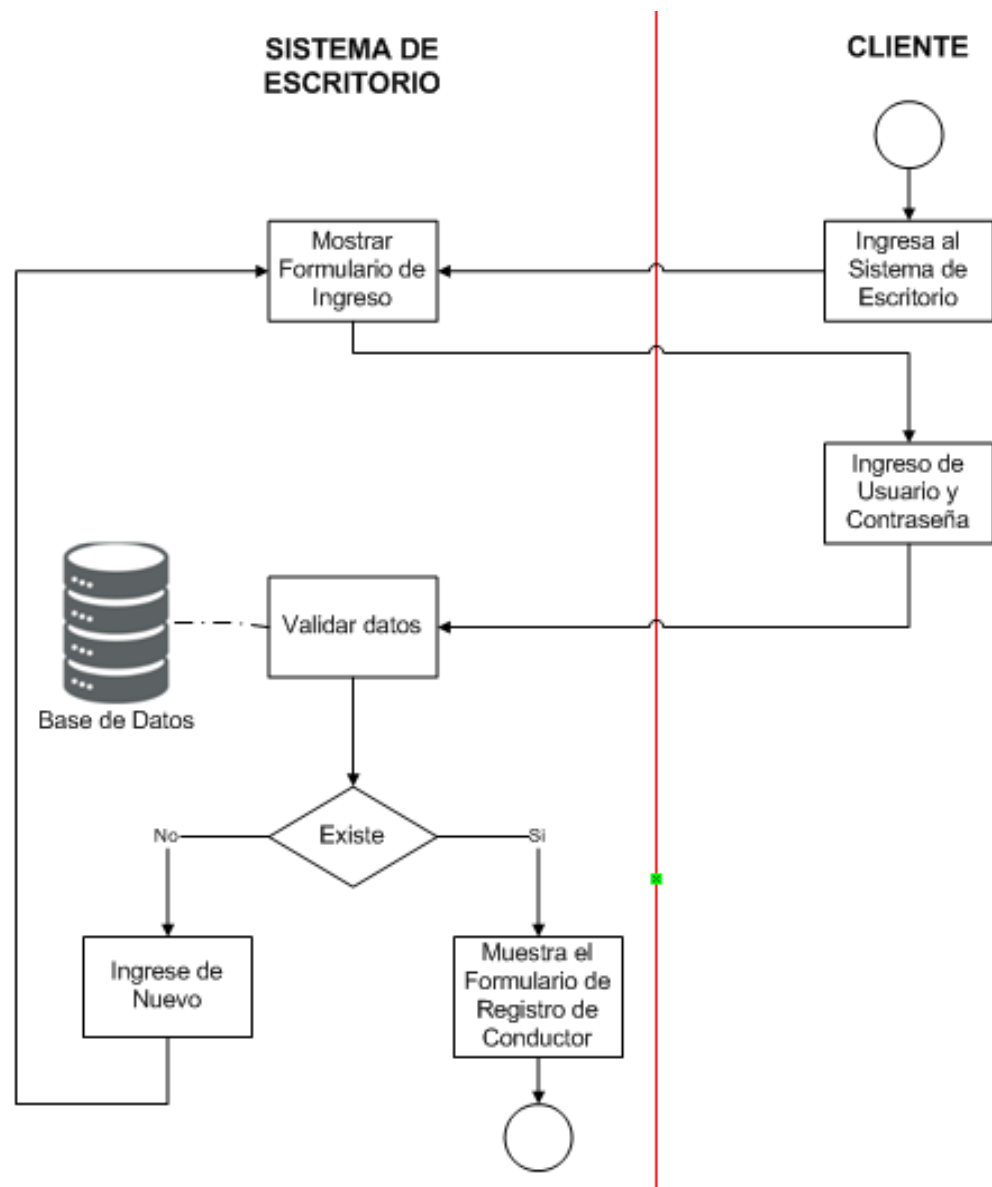 SISTEMA DE
ESCRITORIO
CLIENTE
Mostrar
Formulario de
Ingreso
Ingresa al
Sistema de
Escritorio
Ingreso de
Usuario y
Contraseña
Validar datos
Base de Datos
Existe
No
Si
Ingrese de
Nuevo
Muestra el
Formulario de
Registro de
Conductor